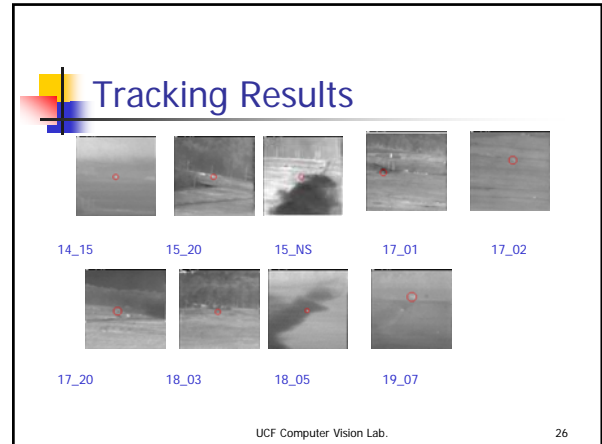 Tracking Results
14_15 15_20 15_NS 17_01 17_02
17_20 18_03 18_05 19_07
UCF Computer Vision Lab. 26